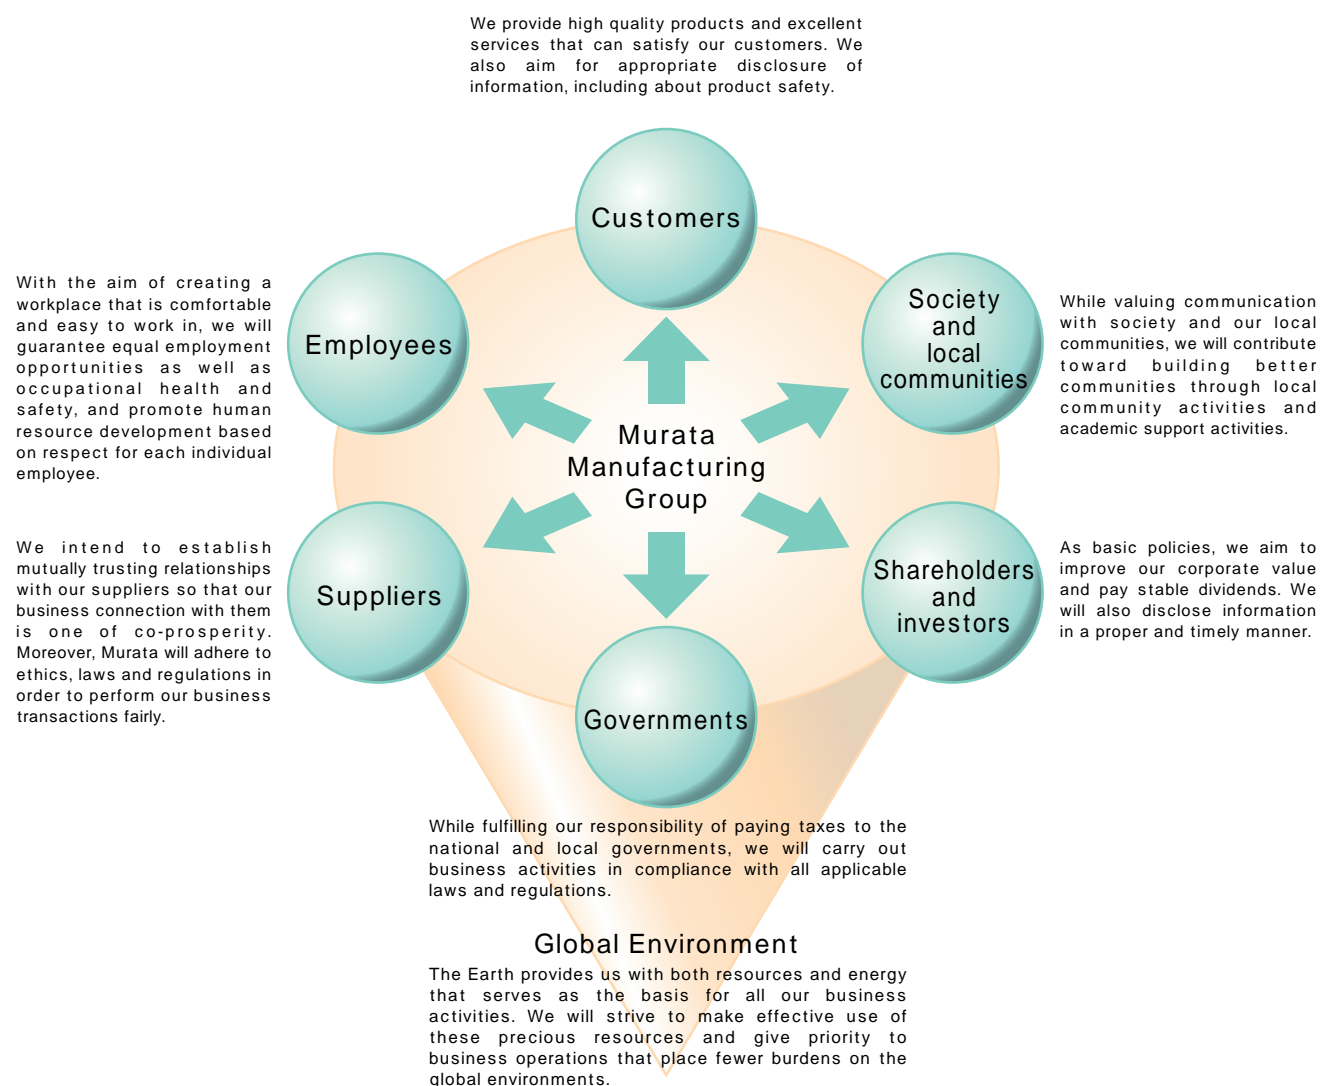 We provide high quality products and excellent
services that can satisfy our customers. We
also aim for appropriate disclosure of
information, including about product safety.
Customers
With the aim of creating a
workplace that is comfortable
and easy to work in, we will
guarantee equal employment
opportunities as well as
occupational health and
safety, and promote human
resource development based
on respect for each individual
employee.
Employees
Society
and
local
communities
While valuing communication
with society and our local
communities, we will contribute
toward building better
communities through local
community activities and
academic support activities.
Murata
Manufacturing
Group
We intend to establish
mutually trusting relationships
with our suppliers so that our
business connection with them
is one of co-prosperity.
Moreover, Murata will adhere to
ethics, laws and regulations in
order to perform our business
transactions fairly.
Suppliers
Shareholders
and
investors
As basic policies, we aim to
improve our corporate value
and pay stable dividends. We
will also disclose information
in a proper and timely manner.
Governments
While fulfilling our responsibility of paying taxes to the
national and local governments, we will carry out
business activities in compliance with all applicable
laws and regulations.
Global Environment
The Earth provides us with both resources and energy
that serves as the basis for all our business
activities. We will strive to make effective use of
these precious resources and give priority to
business operations that place fewer burdens on the
global environments.